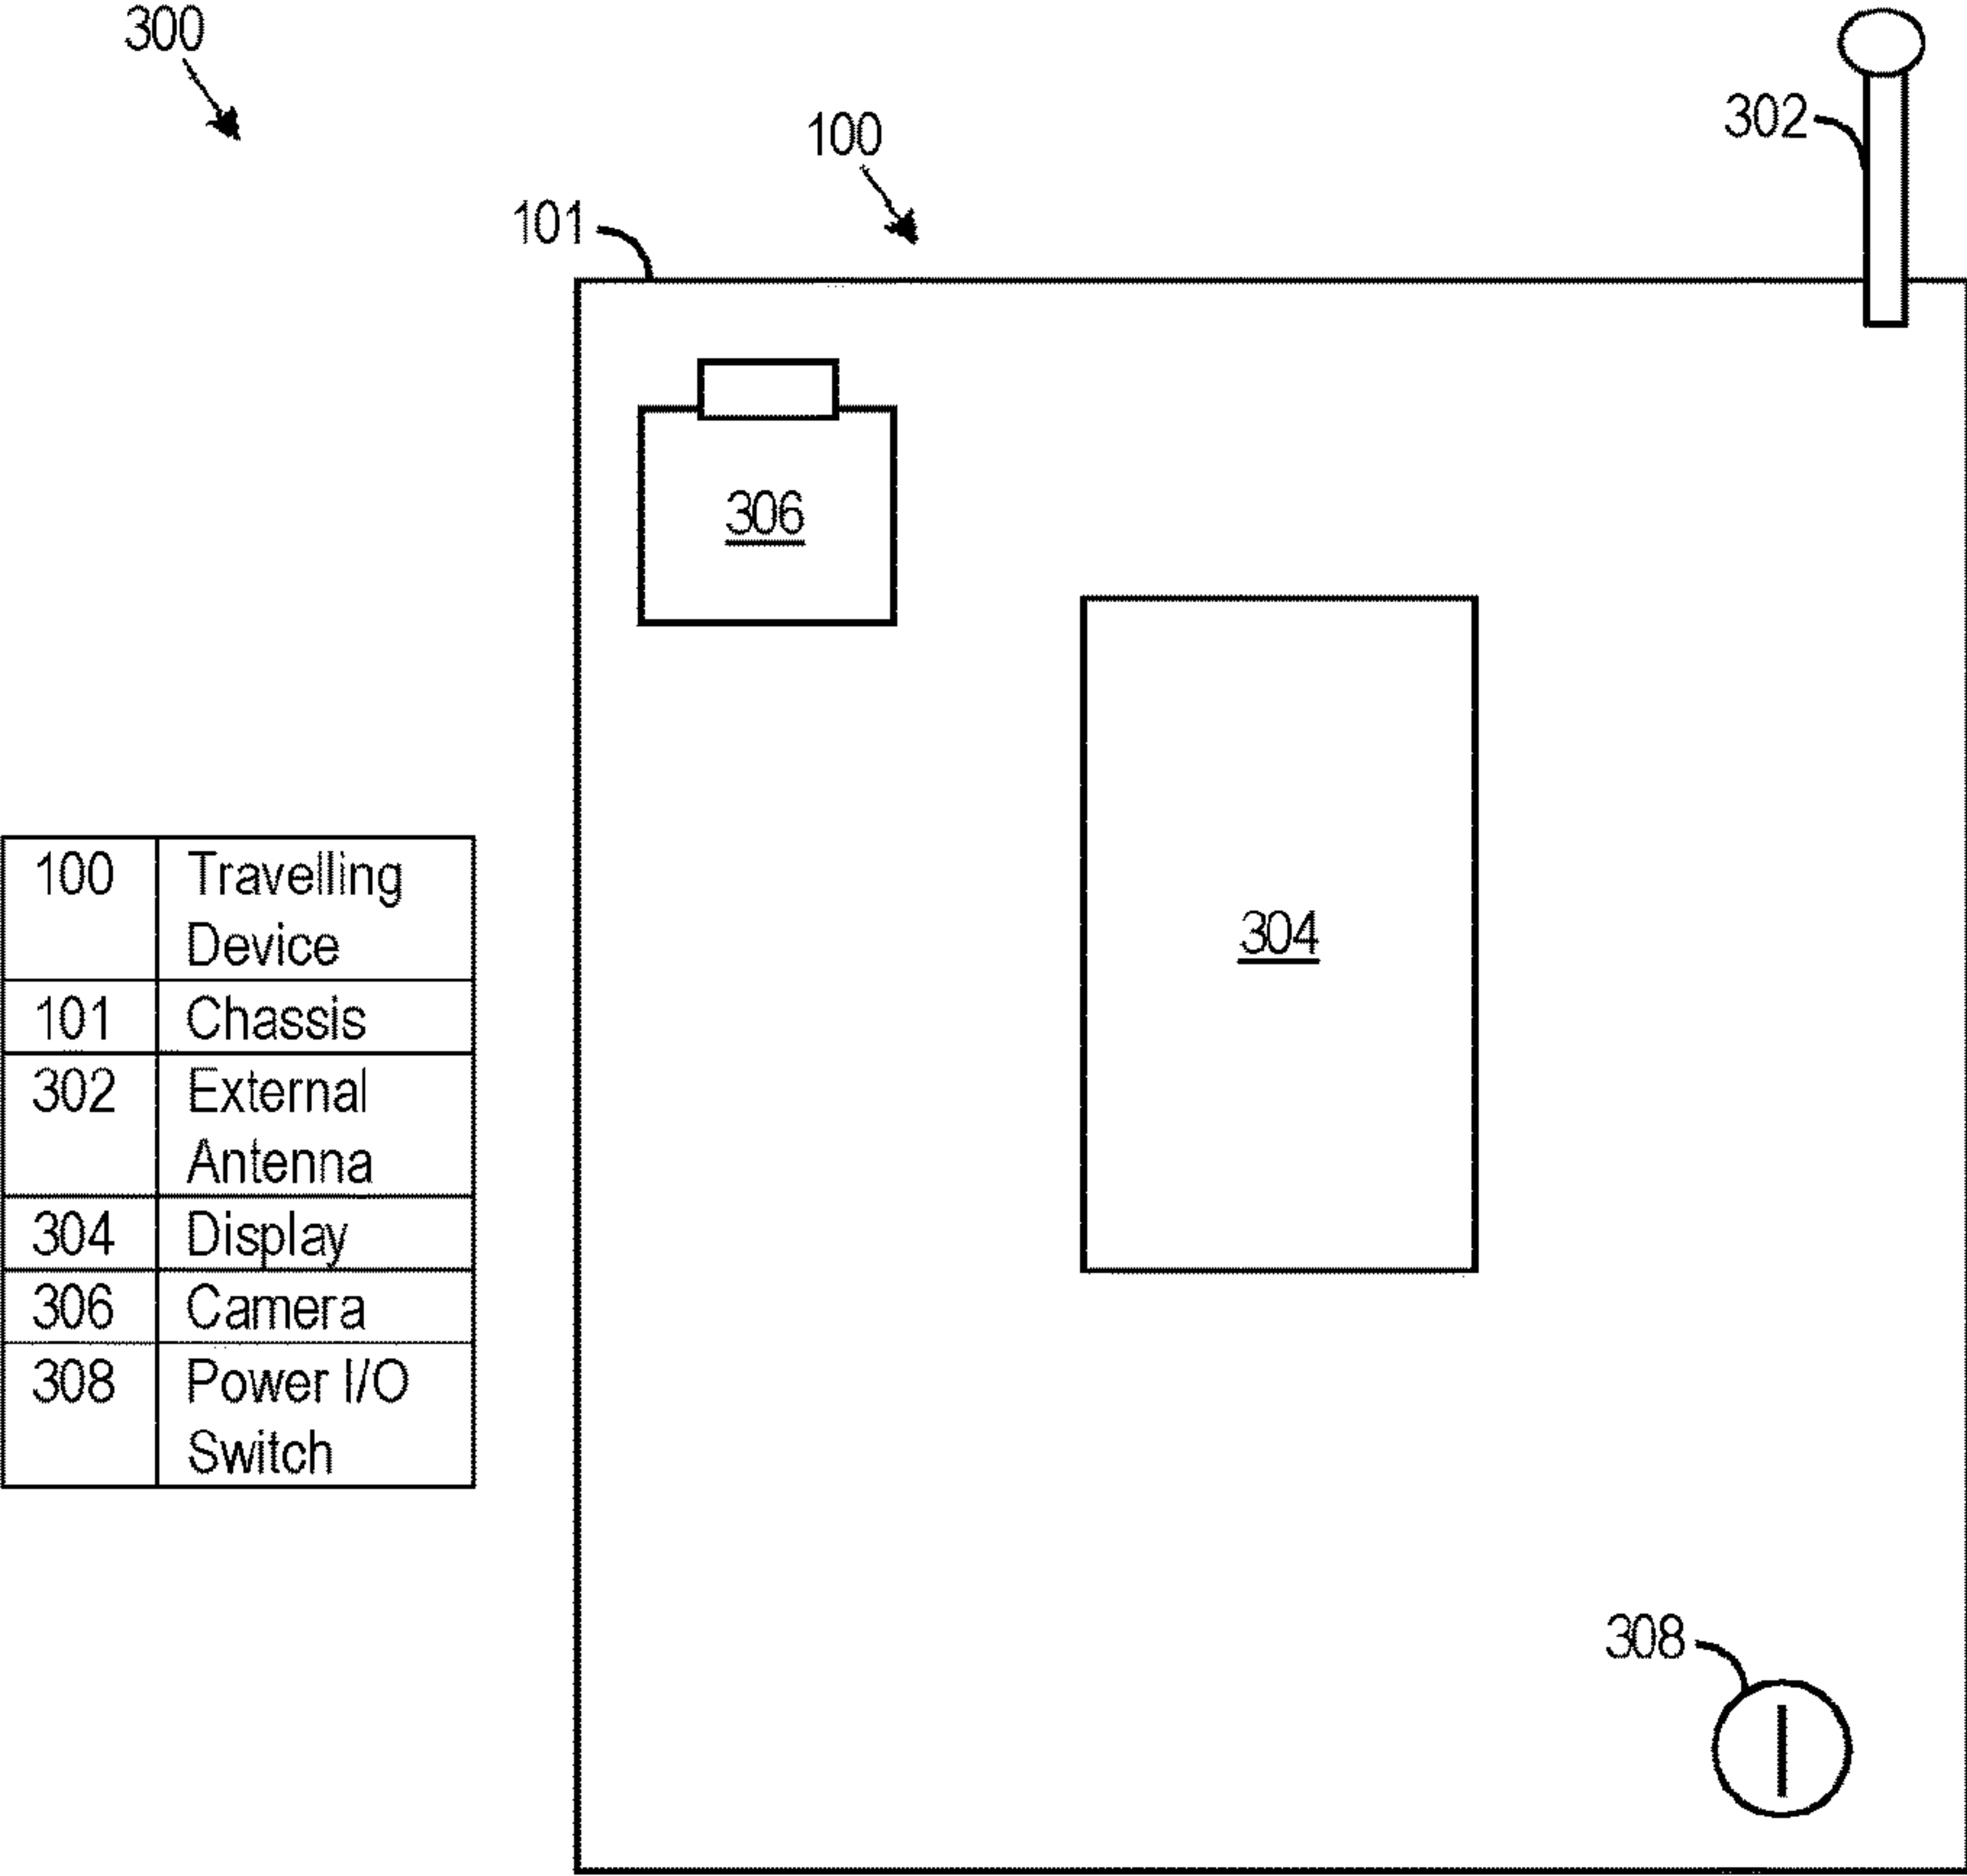 300
100
302
101
306
304
100 Travelling
Device
101 Chassis
302 External
Antenna
304 Display
306 Camera
308 Power I/O
Switch
308